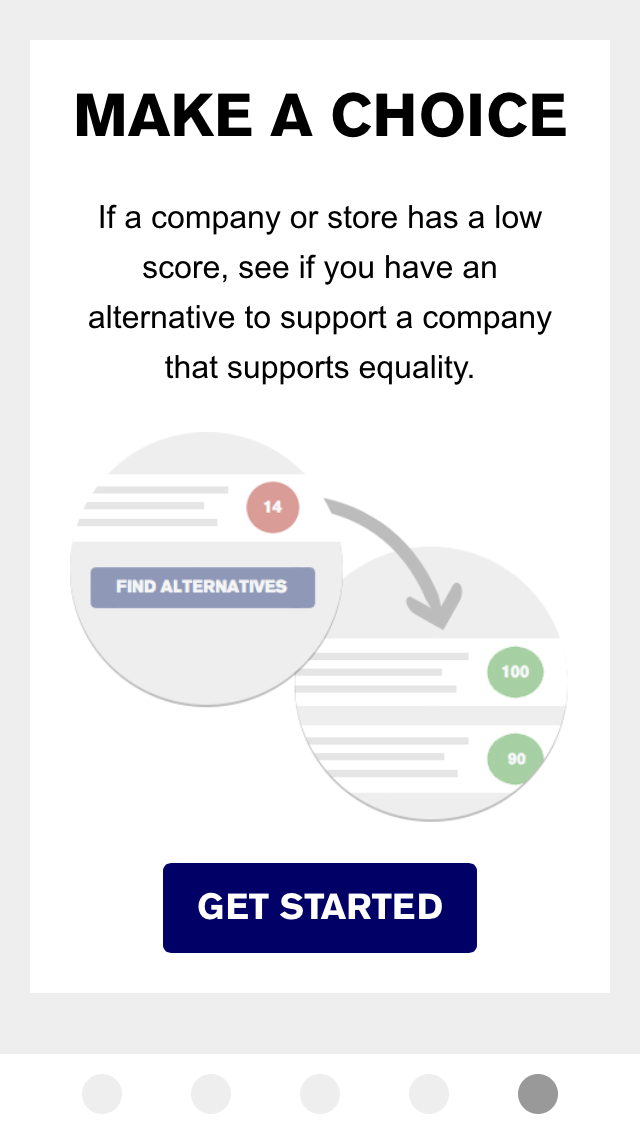 MAKE A CHOICE
If a company or store has a low
score, see if you have an
alternative to support a company
that supports equality.
14
FIND ALTERNATIVES
100
90
GET STARTED